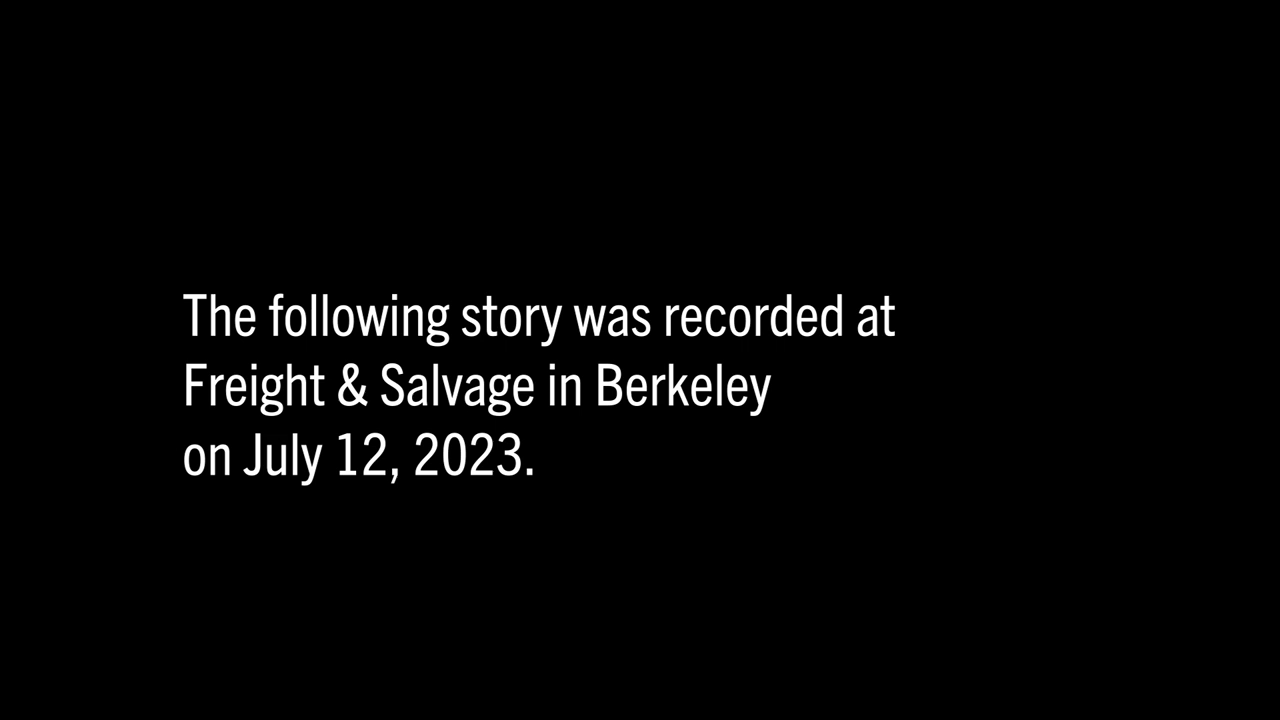 The following story was recorded at
Freight & Salvage in Berkeley
on July 12, 2023.